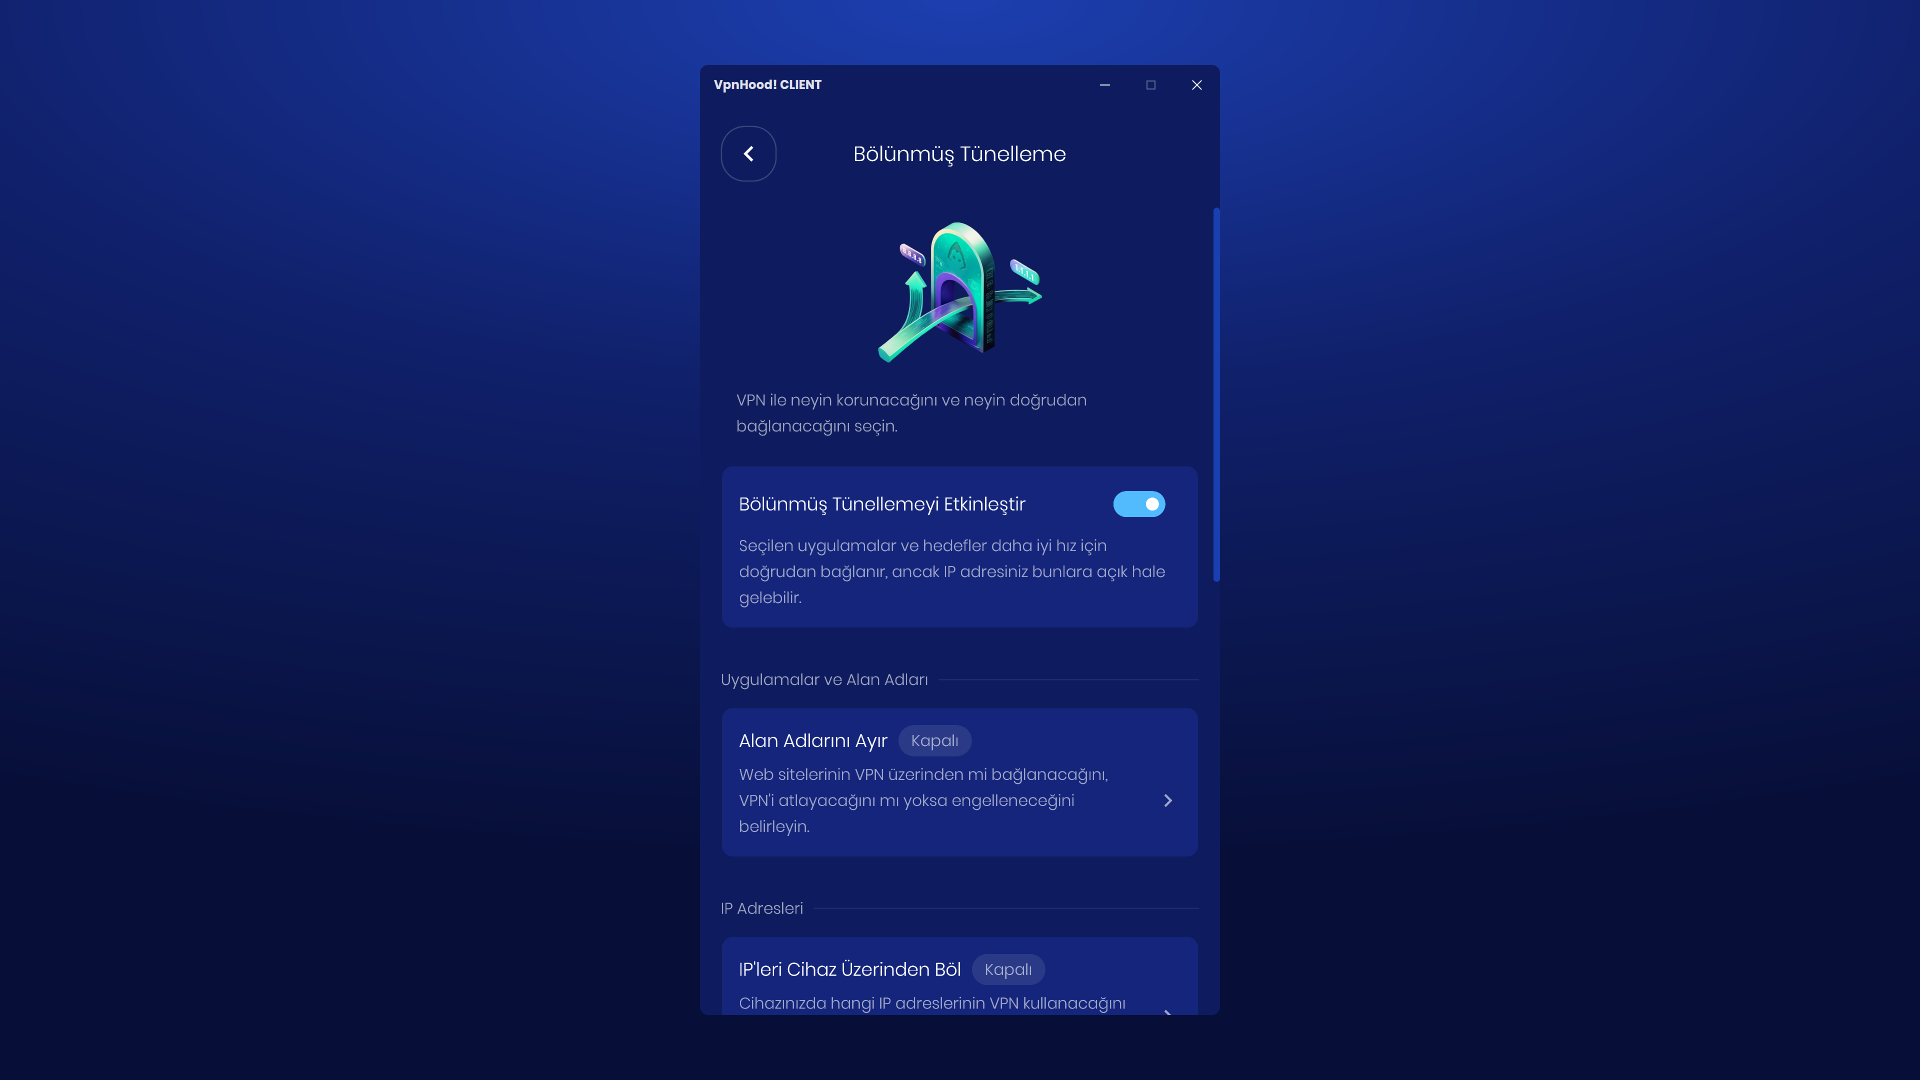 VpnHood! CLIENT
Bölünmüş Tünelleme
VPN ile neyin korunacağını ve neyin doğrudan
bağlanacağını seçin.
Bölünmüş Tünellemeyi Etkinleştir
Seçilen uygulamalar ve hedefler daha iyi hız için
doğrudan bağlanır, ancak IP adresiniz bunlara açık hale
gelebilir.
Uygulamalar ve Alan Adları
Alan Adlarını Ayır Kapalı
Web sitelerinin VPN üzerinden mi bağlanacağını,
VPN'i atlayacağını mı yoksa engelleneceğini
belirleyin.
IP Adresleri
IP'leri Cihaz Üzerinden Böl Kapalı
Cihazınızda hangi IP adreslerinin VPN kullanacağını